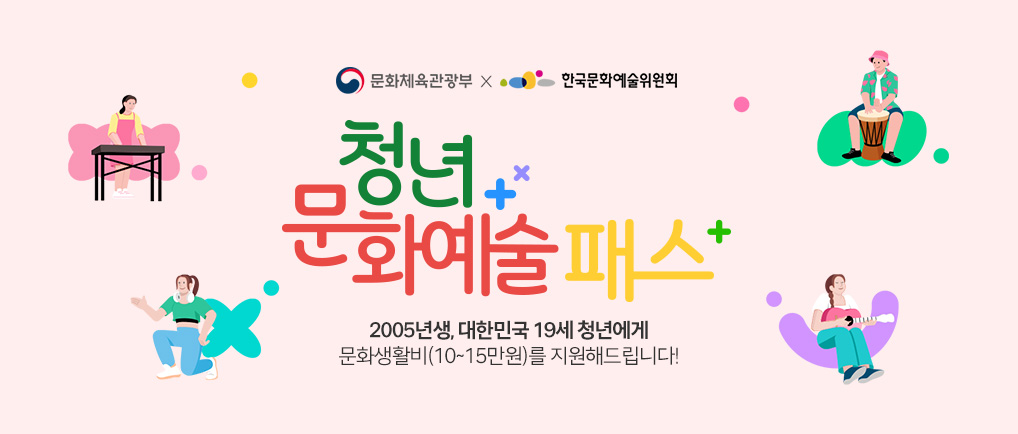 문화체육관광부 × 한국문화예술위원회
청년
문화예술 패스
2005년생, 대한민국 19세 청년에게
문화생활비(10~15만원)를 지원해드립니다!